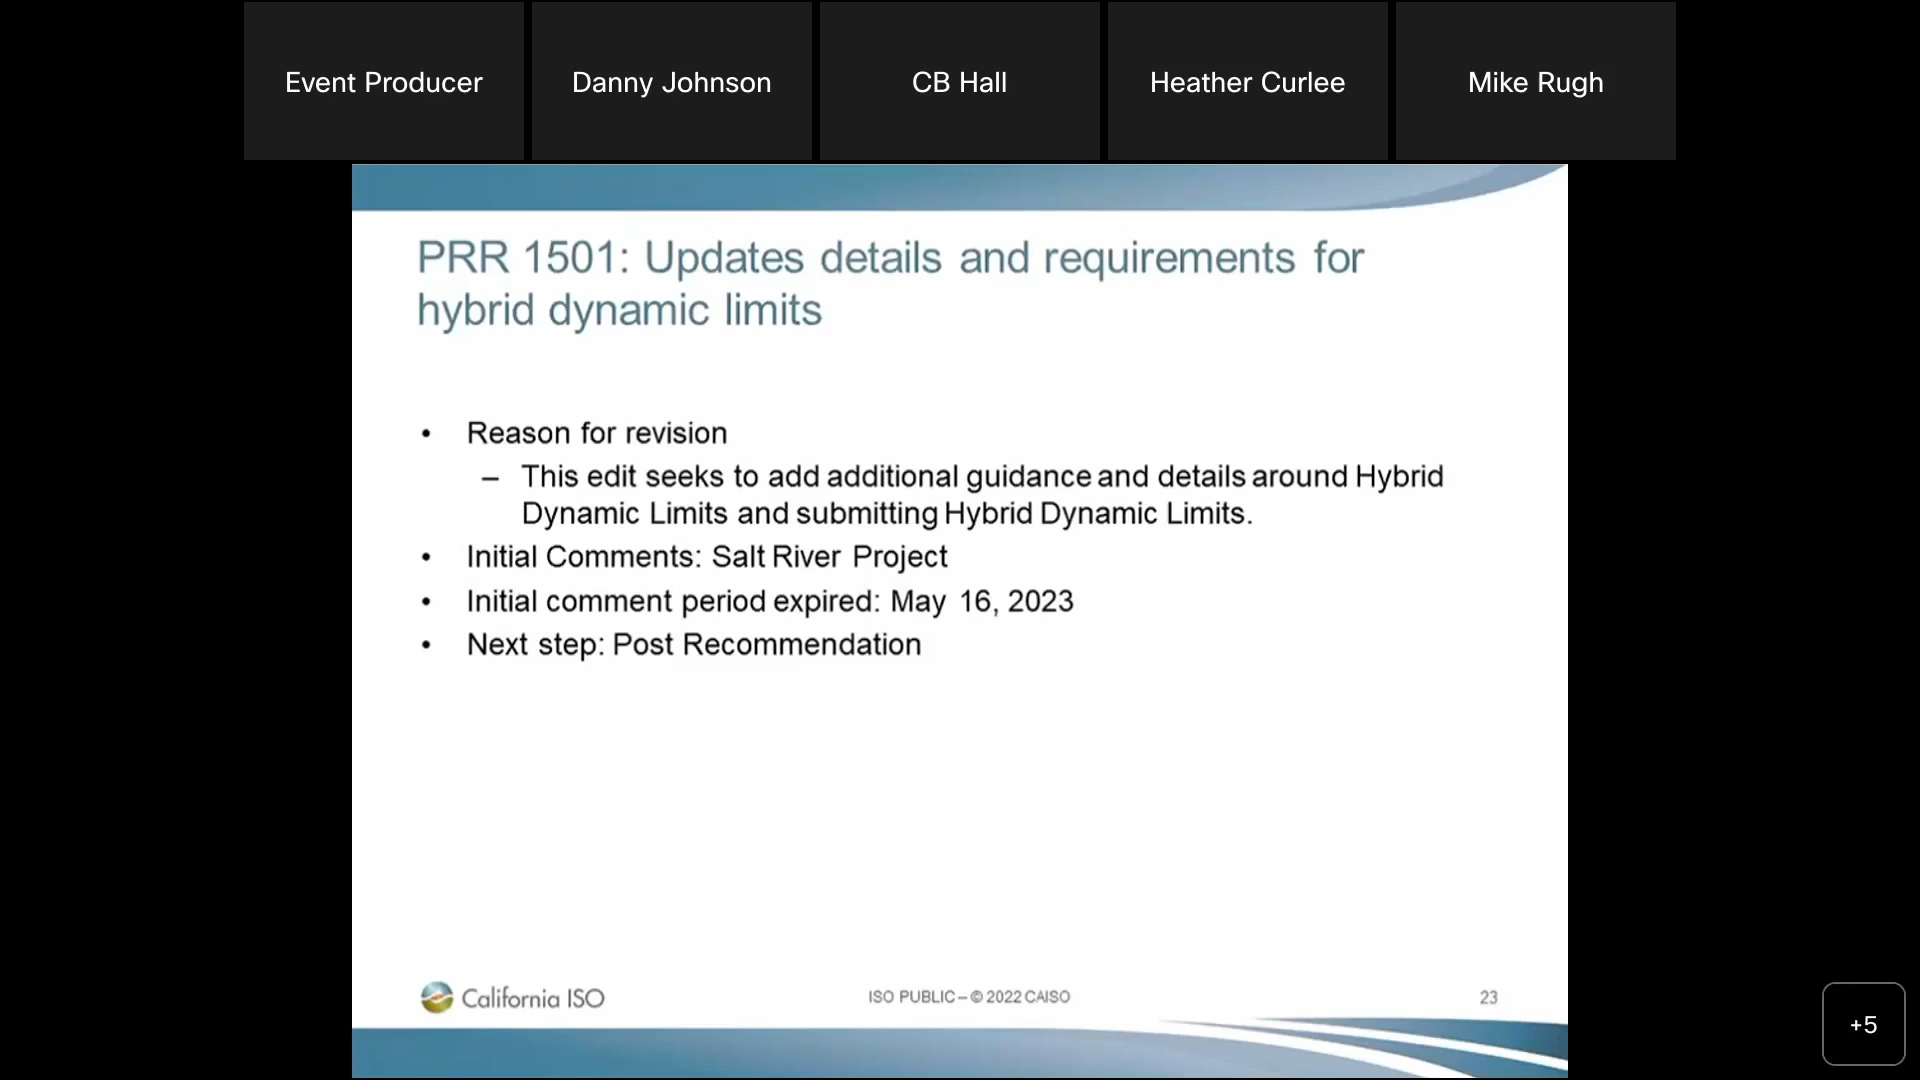 Event Producer
Danny Johnson
CB Hall
Heather Curlee
Mike Rugh
PRR 1501: Updates details and requirements for
hybrid dynamic limits
• Reason for revision
– This edit seeks to add additional guidance and details around Hybrid
Dynamic Limits and submitting Hybrid Dynamic Limits.
• Initial Comments: Salt River Project
• Initial comment period expired: May 16, 2023
• Next step: Post Recommendation
California ISO
ISO PUBLIC – © 2022 CAISO
23
+5